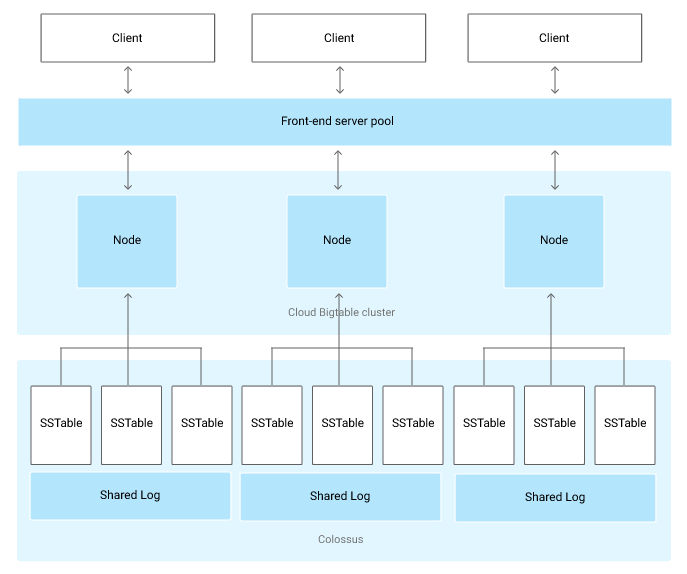 Client
Client
Client
Front-end server pool
Node
Node
Node
Cloud Bigtable cluster
SSTable
SSTable
SSTable
SSTable
SSTable
SSTable
SSTable
SSTable
SSTable
Shared Log
Shared Log
Shared Log
Colossus